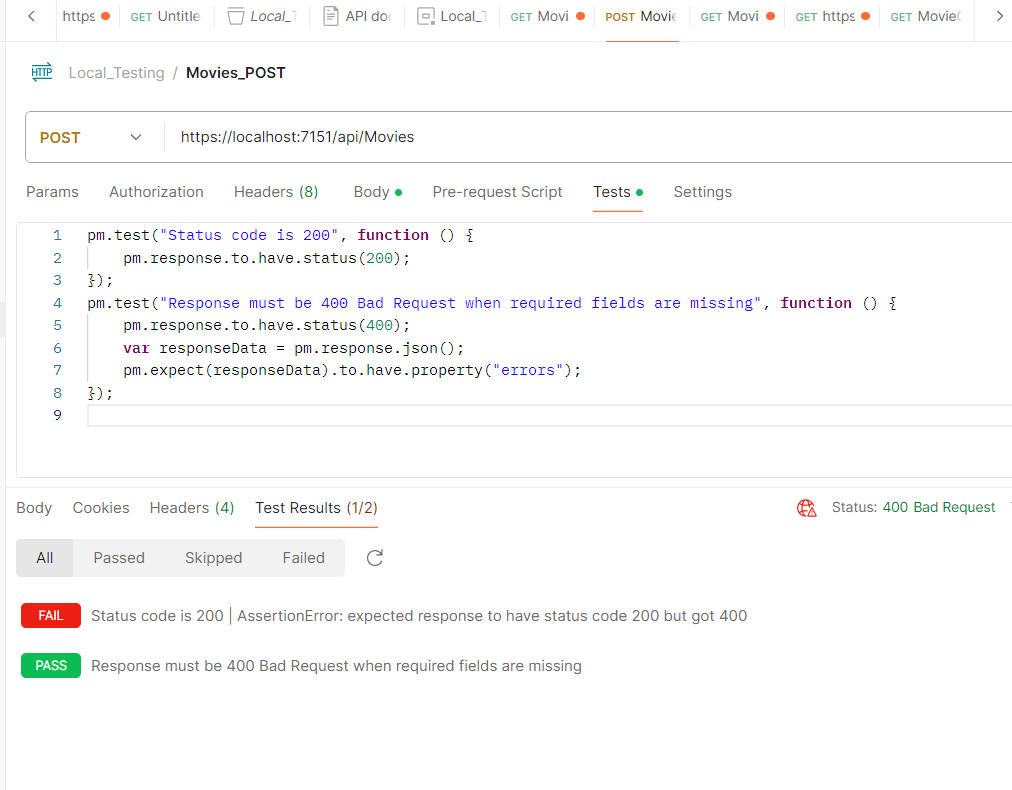 https GET Untitle Local_T API doc Local_T GET Movi POST Movie GET Movi GET https GET MovieC
HTTP Local_Testing / Movies_POST
POST https://localhost:7151/api/Movies
Params Authorization Headers (8) Body Pre-request Script Tests Settings
1 pm.test("Status code is 200", function () {
2 pm.response.to.have.status(200);
3 });
4 pm.test("Response must be 400 Bad Request when required fields are missing", function () {
5 pm.response.to.have.status(400);
6 var responseData = pm.response.json();
7 pm.expect(responseData).to.have.property("errors");
8 });
9
Body Cookies Headers (4) Test Results (1/2) Status: 400 Bad Request
All Passed Skipped Failed
FAIL Status code is 200 | AssertionError: expected response to have status code 200 but got 400
PASS Response must be 400 Bad Request when required fields are missing